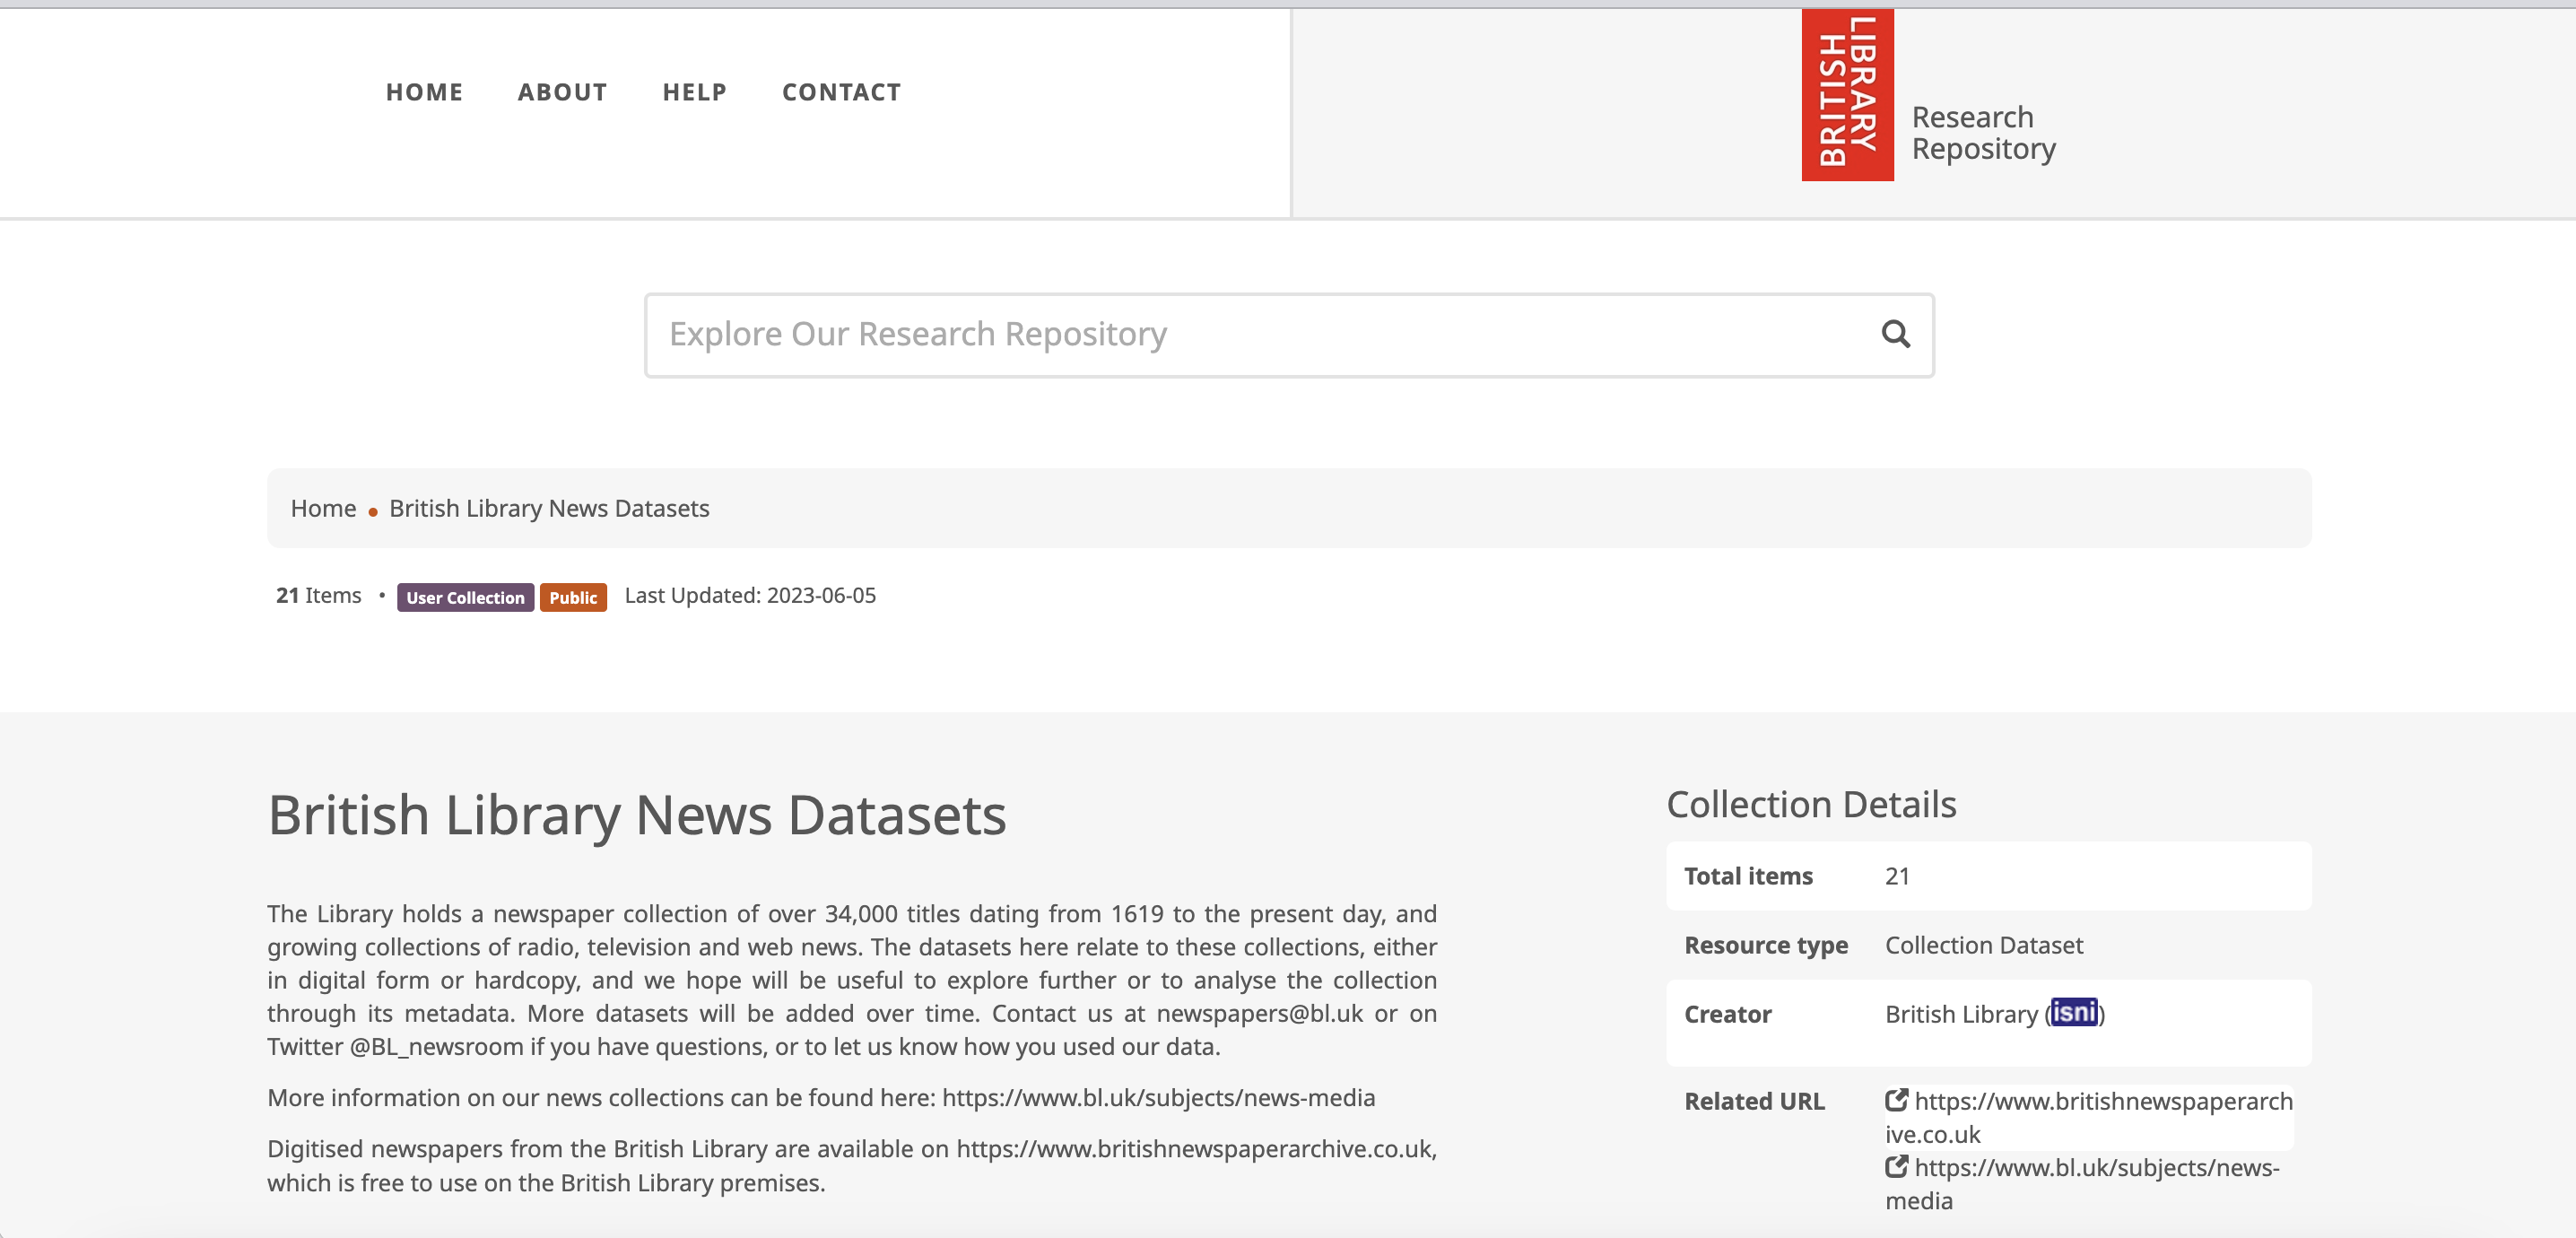 HOME ABOUT HELP CONTACT
BRITISH
LIBRARY
Research
Repository
Explore Our Research Repository
Home • British Library News Datasets
21 Items • User Collection Public Last Updated: 2023-06-05
British Library News Datasets
The Library holds a newspaper collection of over 34,000 titles dating from 1619 to the present day, and
growing collections of radio, television and web news. The datasets here relate to these collections, either
in digital form or hardcopy, and we hope will be useful to explore further or to analyse the collection
through its metadata. More datasets will be added over time. Contact us at newspapers@bl.uk or on
Twitter @BL_newsroom if you have questions, or to let us know how you used our data.
More information on our news collections can be found here: https://www.bl.uk/subjects/news-media
Digitised newspapers from the British Library are available on https://www.britishnewspaperarchive.co.uk,
which is free to use on the British Library premises.
Collection Details
Total items 21
Resource type Collection Dataset
Creator British Library (isni)
Related URL https://www.britishnewspaperarch
ive.co.uk
https://www.bl.uk/subjects/news-
media